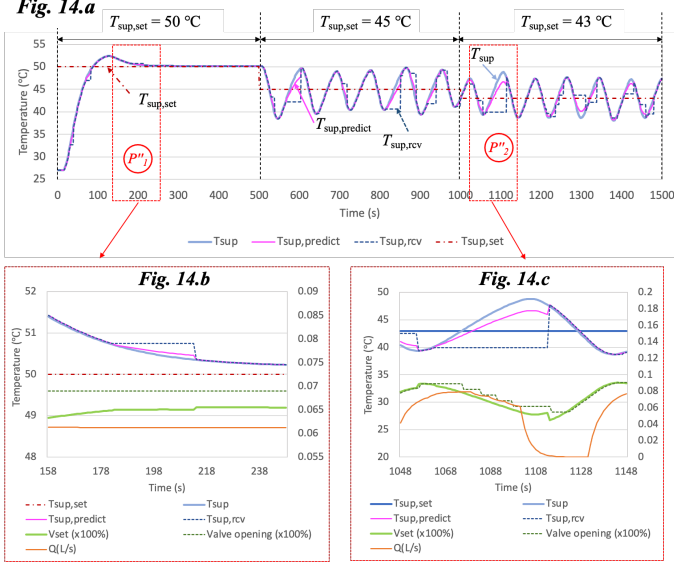 Fig. 14.a
Tsup,set = 50 °C
Tsup,set = 45 °C
Tsup,set = 43 °C
55
50
45
40
35
30
25
Temperature (°C)
Tsup,set
Tsup,predict
Tsup,rcv
Tsup
P"1
P"2
0
100
200
300
400
500
600
700
800
900
1000
1100
1200
1300
1400
1500
Time (s)
Tsup
Tsup,predict
Tsup,rcv
Tsup,set
Fig. 14.b
52
51
50
49
48
Temperature (°C)
0.09
0.085
0.08
0.075
0.07
0.065
0.06
0.055
158
178
198
218
238
Time (s)
Tsup,set
Tsup
Tsup,predict
Tsup,rcv
Vset (x100%)
Valve opening (x100%)
Q(L/s)
Fig. 14.c
50
45
40
35
30
25
20
Temperature (°C)
0.2
0.18
0.16
0.14
0.12
0.1
0.08
0.06
0.04
0.02
0
1048
1068
1088
1108
1128
1148
Time (s)
Tsup,set
Tsup
Tsup,predict
Tsup,rcv
Vset (x100%)
Valve opening (x100%)
Q(L/s)